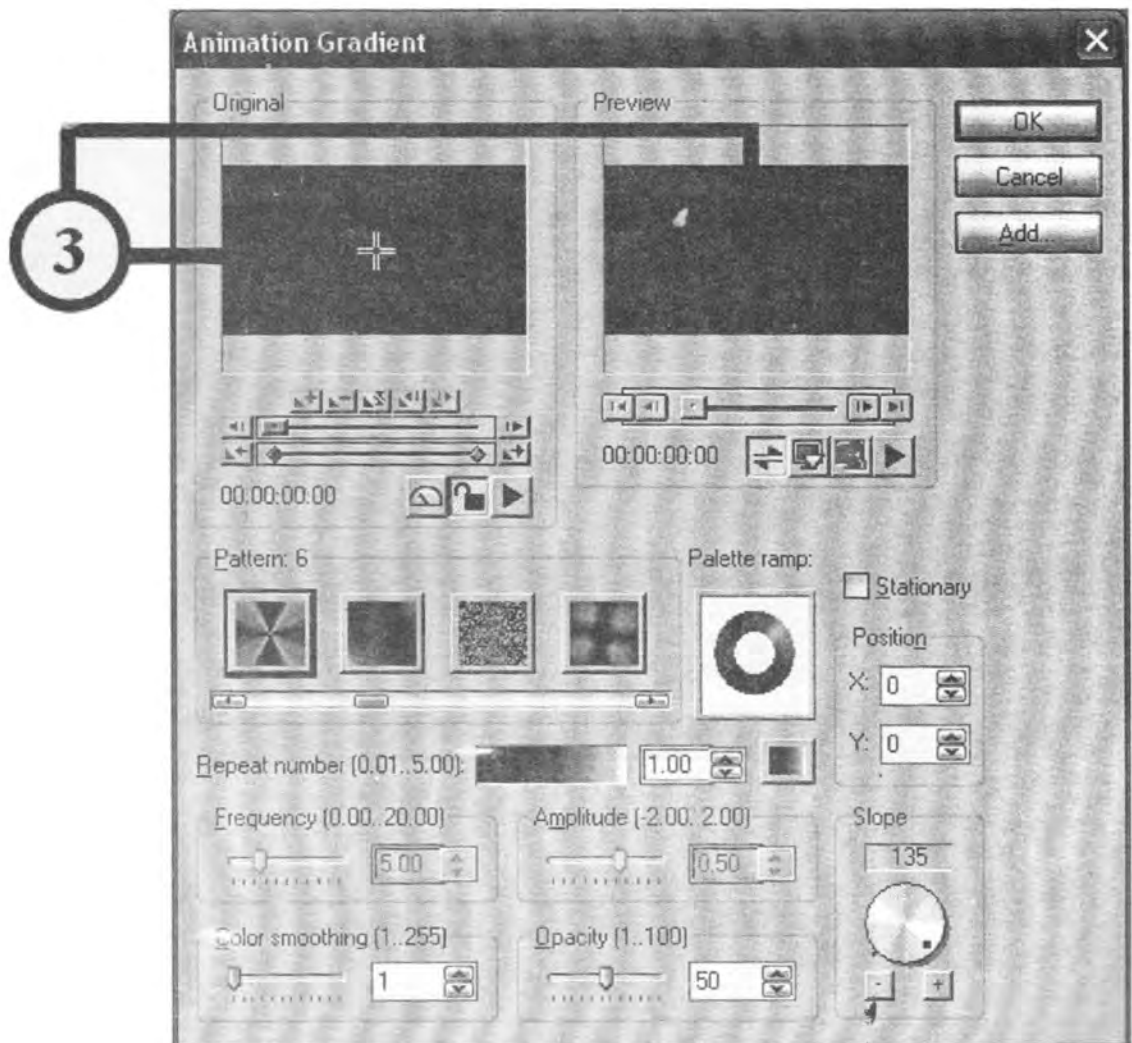 Animation Gradient
Original
Preview
OK
Cancel
Add...
3
00:00:00:00
00:00:00:00
Pattern: 6
Palette ramp:
Stationary
Position
X: 0
Y: 0
Repeat number (0.01..5.00): 1.00
Frequency (0.00..20.00)
5.00
Amplitude (-2.00..2.00)
0.50
Slope
135
Color smoothing (1..255)
1
Opacity (1..100)
50
- +